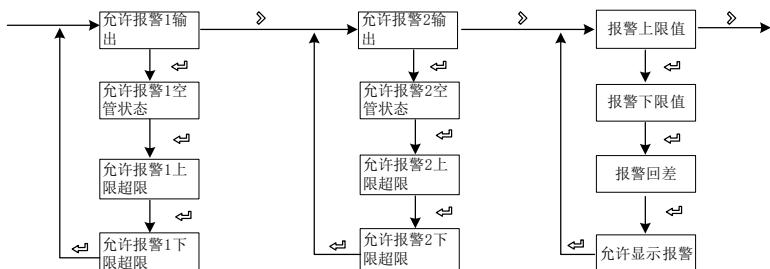 允许报警1输
出
允许报警1空
管状态
允许报警1上
限超限
允许报警1下
限超限
允许报警2输
出
允许报警2空
管状态
允许报警2上
限超限
允许报警2下
限超限
报警上限值
报警下限值
报警回差
允许显示报警